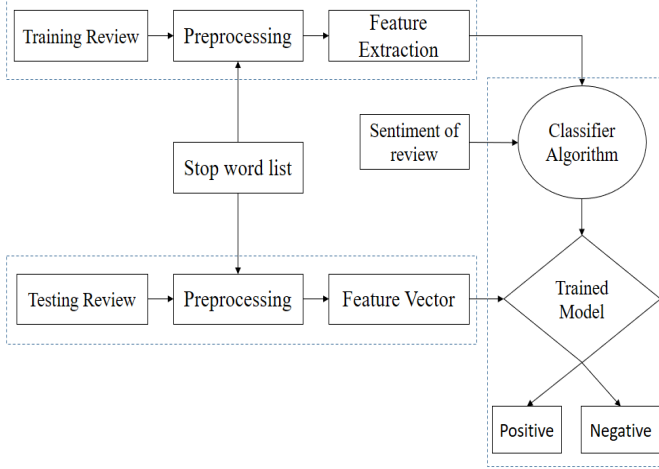 Training Review
Preprocessing
Feature
Extraction
Sentiment of
review
Classifier
Algorithm
Stop word list
Testing Review
Preprocessing
Feature Vector
Trained
Model
Positive
Negative